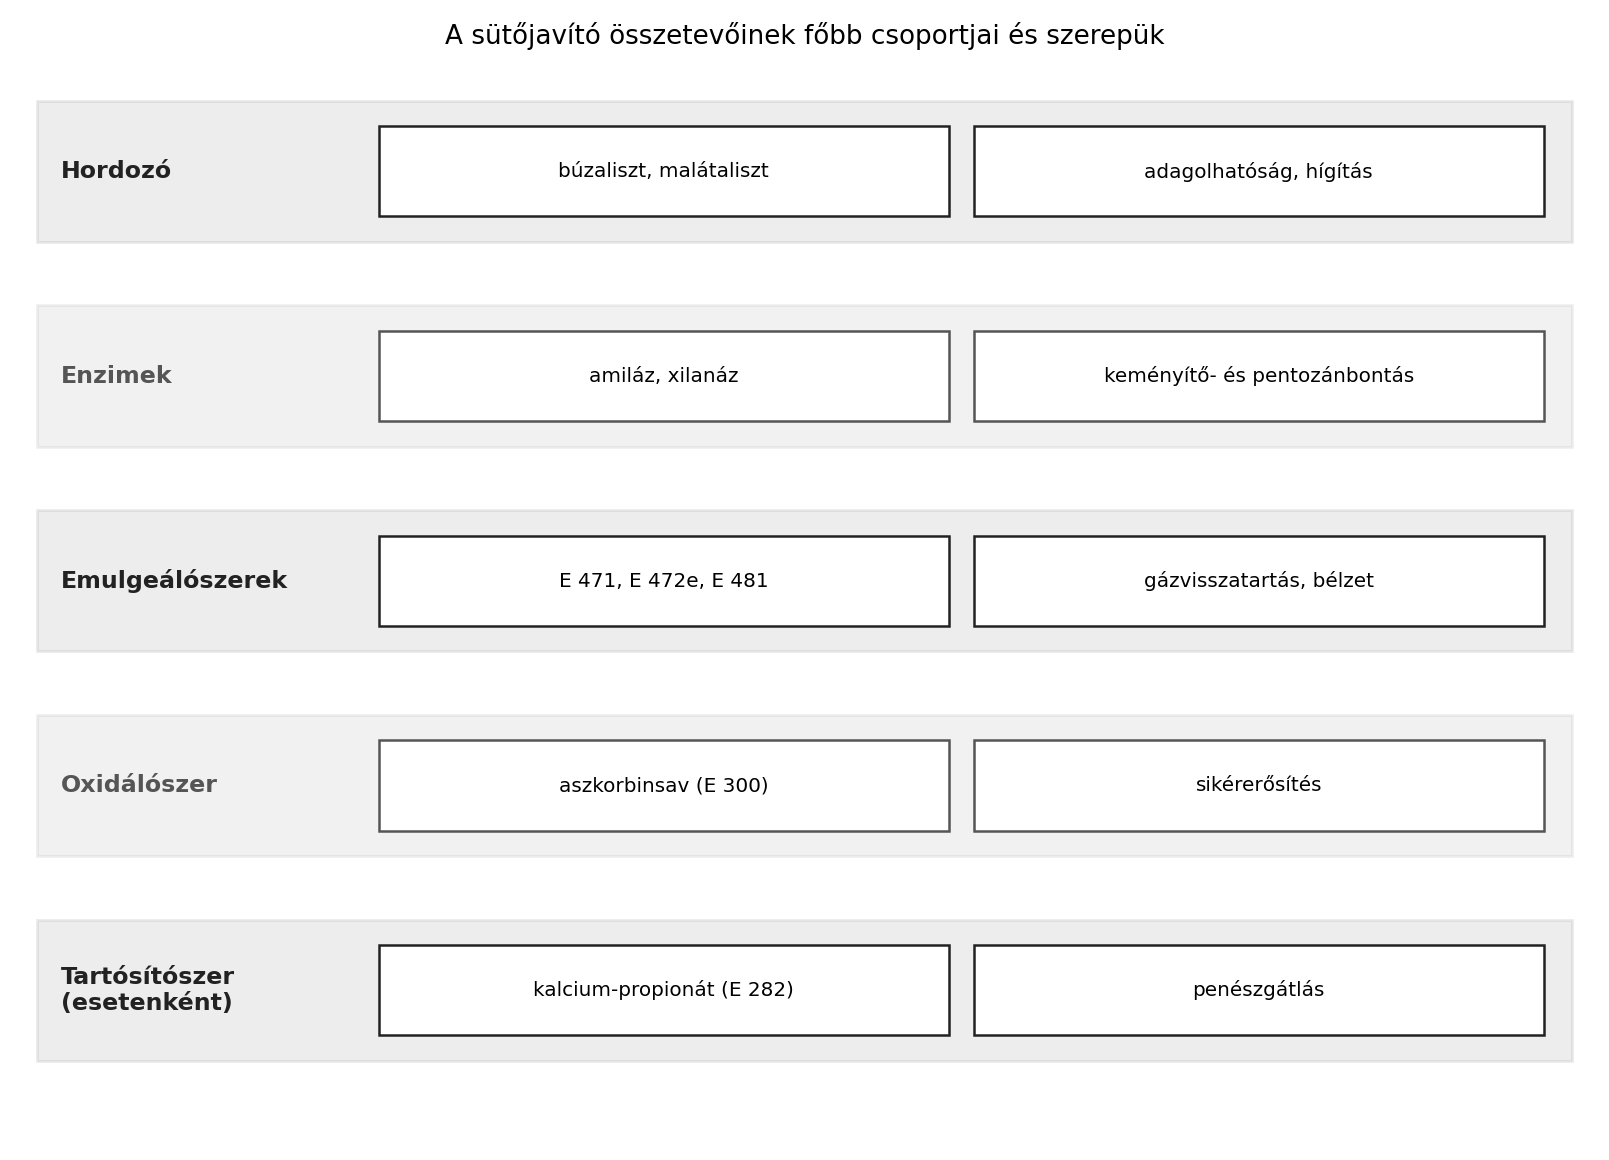 A sütőjavító összetevőinek főbb csoportjai és szerepük
Hordozó
búzaliszt, malátaliszt
adagolhatóság, hígítás
Enzimek
amiláz, xilanáz
keményítő- és pentozánbontás
Emulgeálószerek
E 471, E 472e, E 481
gázvisszatartás, bélzet
Oxidálószer
aszkorbinsav (E 300)
sikérerősítés
Tartósítószer
(esetenként)
kalcium-propionát (E 282)
penészgátlás